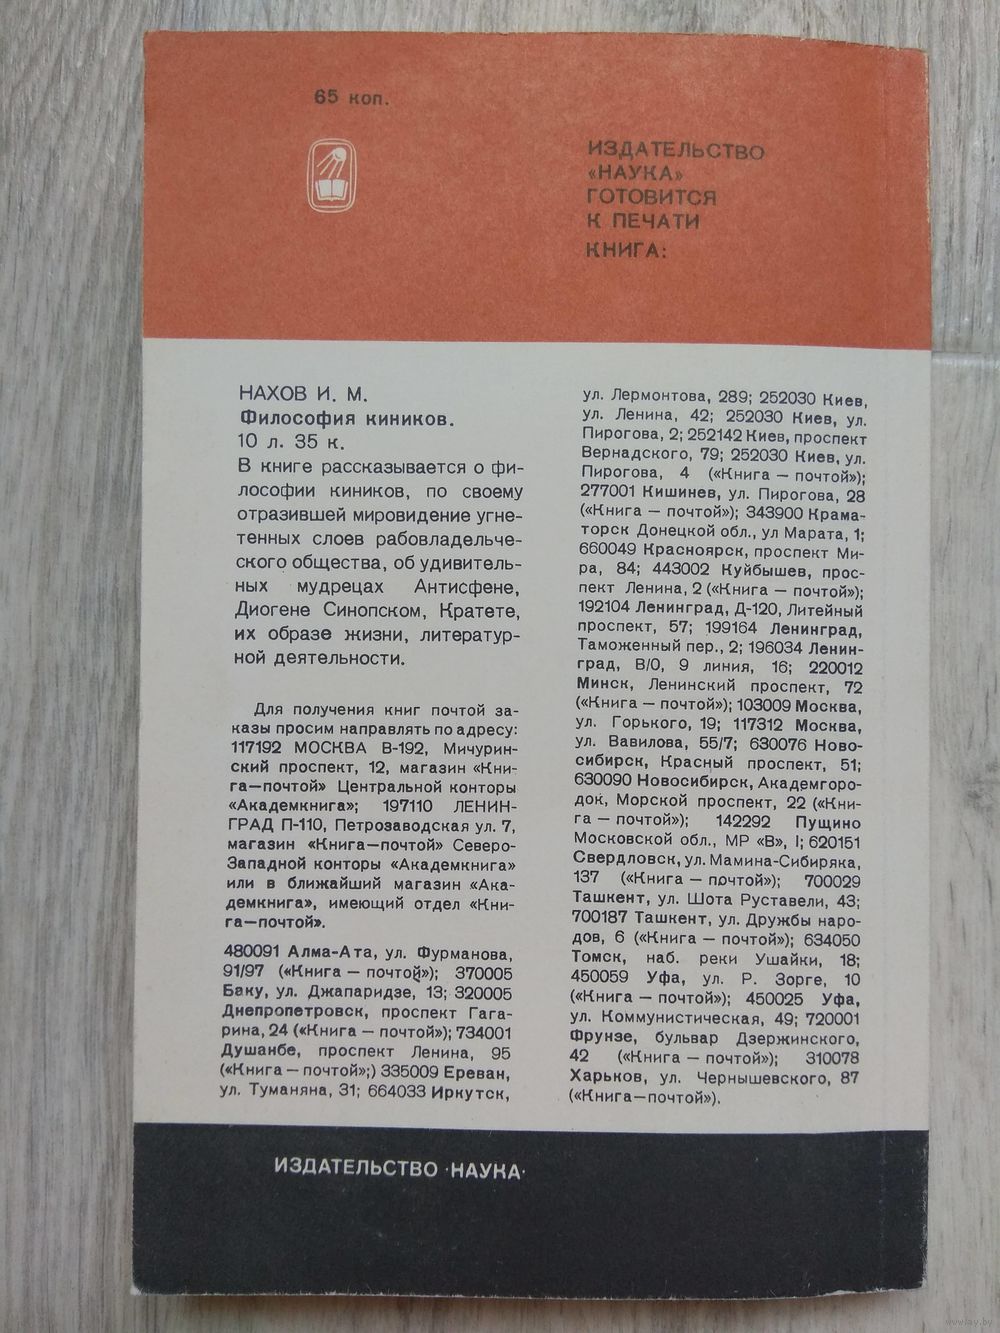 65 коп.
ИЗДАТЕЛЬСТВО
«НАУКА»
ГОТОВИТСЯ
К ПЕЧАТИ
КНИГА:
НАХОВ И. М.
Философия киников.
10 л. 35 к.
В книге рассказывается о фи-
лософии киников, по своему
отразившей мировидение угне-
тенных слоев рабовладельче-
ского общества, об удивитель-
ных мудрецах Антисфене,
Диогене Синопском, Кратете,
их образе жизни, литератур-
ной деятельности.
Для получения книг почтой за-
казы просим направлять по адресу:
117192 МОСКВА В-192, Мичурин-
ский проспект, 12, магазин «Кни-
га—почтой» Центральной конторы
«Академкнига»; 197110 ЛЕНИН-
ГРАД П-110, Петрозаводская ул. 7,
магазин «Книга—почтой» Северо-
Западной конторы «Академкнига»
или в ближайший магазин «Ака-
демкнига», имеющий отдел «Кни-
га—почтой».
480091 Алма-Ата, ул. Фурманова,
91/97 («Книга — почтой»); 370005
Баку, ул. Джапаридзе, 13; 320005
Днепропетровск, проспект Гага-
рина, 24 («Книга — почтой»); 734001
Душанбе, проспект Ленина, 95
(«Книга — почтой»;) 335009 Ереван,
ул. Туманяна, 31; 664033 Иркутск,
ул. Лермонтова, 289; 252030 Киев,
ул. Ленина, 42; 252030 Киев, ул.
Пирогова, 2; 252142 Киев, проспект
Вернадского, 79; 252030 Киев, ул.
Пирогова, 4 («Книга — почтой»);
277001 Кишинев, ул. Пирогова, 28
(«Книга — почтой»); 343900 Крама-
торск Донецкой обл., ул Марата, 1;
660049 Красноярск, проспект Ми-
ра, 84; 443002 Куйбышев, прос-
пект Ленина, 2 («Книга — почтой»);
192104 Ленинград, Д-120, Литейный
проспект, 57; 199164 Ленинград,
Таможенный пер., 2; 196034 Ленин-
град, В/О, 9 линия, 16; 220012
Минск, Ленинский проспект, 72
(«Книга — почтой»); 103009 Москва,
ул. Горького, 19; 117312 Москва,
ул. Вавилова, 55/7; 630076 Ново-
сибирск, Красный проспект, 51;
630090 Новосибирск, Академгоро-
док, Морской проспект, 22 («Кни-
га — почтой»); 142292 Пущино
Московской обл., МР «В», I; 620151
Свердловск, ул. Мамина-Сибиряка,
137 («Книга — почтой»); 700029
Ташкент, ул. Шота Руставели, 43;
700187 Ташкент, ул. Дружбы наро-
дов, 6 («Книга — почтой»); 634050
Томск, наб. реки Ушайки, 18;
450059 Уфа, ул. Р. Зорге, 10
(«Книга — почтой»); 450025 Уфа,
ул. Коммунистическая, 49; 720001
Фрунзе, бульвар Дзержинского,
42 («Книга — почтой»); 310078
Харьков, ул. Чернышевского, 87
(«Книга—почтой»).
ИЗДАТЕЛЬСТВО ·НАУКА·
www.ay.by